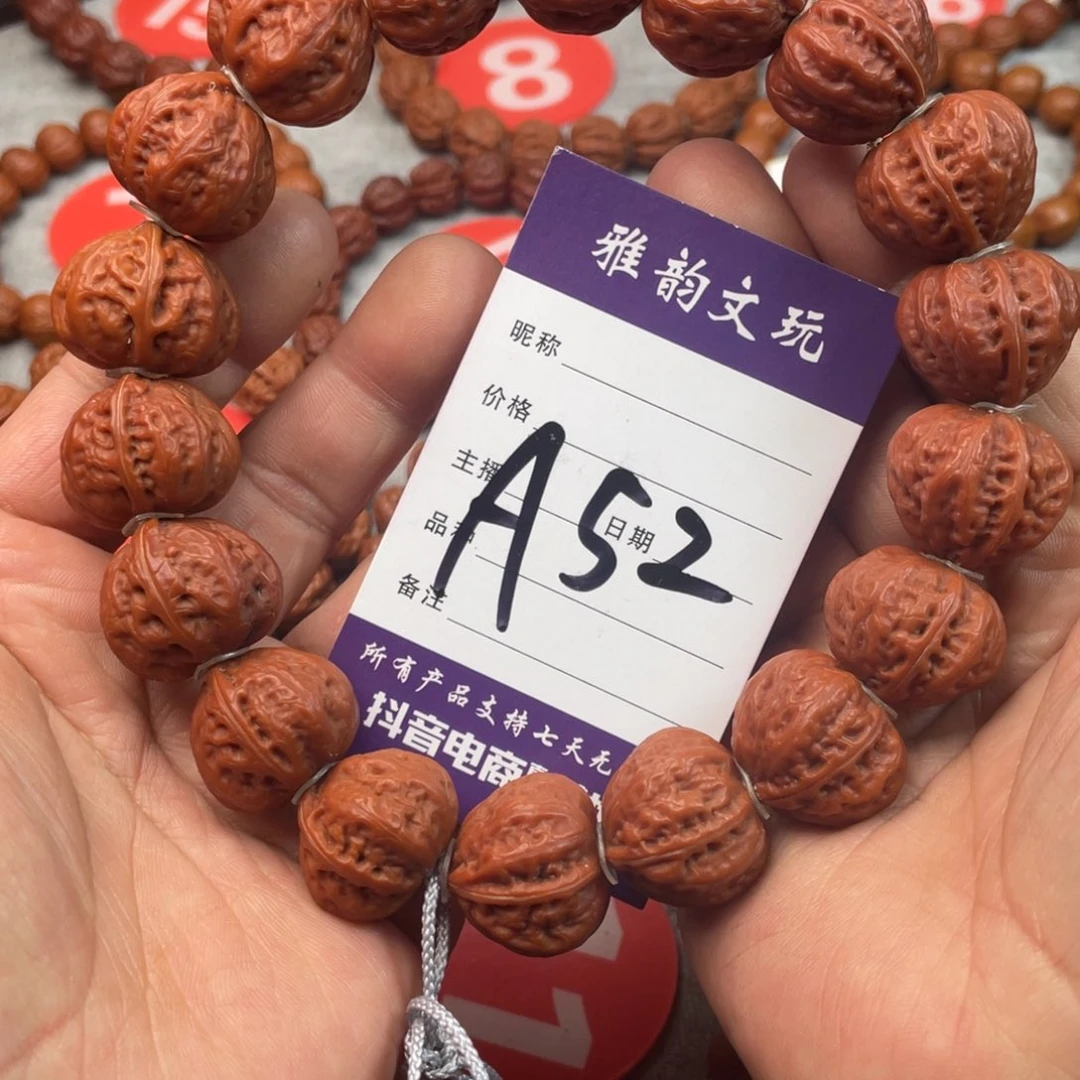 8
雅韵文玩
昵称
价格
主播
品
日期
备注
A52
所有产品支持七天无
抖音电商
11